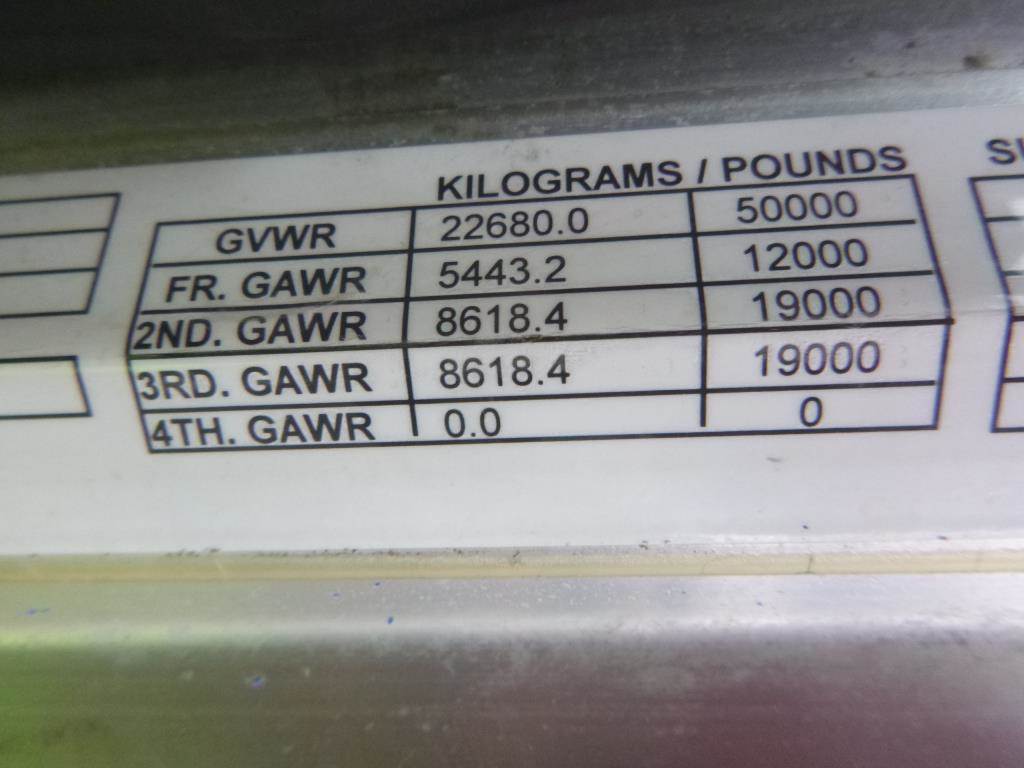 KILOGRAMS / POUNDS
GVWR 22680.0 50000
FR. GAWR 5443.2 12000
2ND. GAWR 8618.4 19000
3RD. GAWR 8618.4 19000
4TH. GAWR 0.0 0